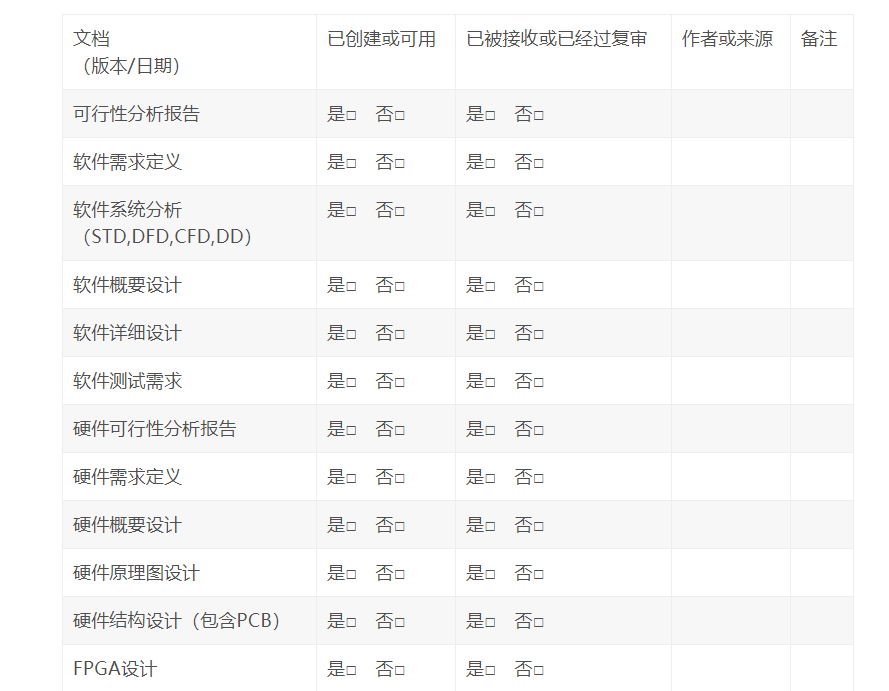 文档 已创建或可用 已被接收或已经过复审 作者或来源 备注
（版本/日期）
可行性分析报告 是□ 否□ 是□ 否□
软件需求定义 是□ 否□ 是□ 否□
软件系统分析 是□ 否□ 是□ 否□
（STD,DFD,CFD,DD）
软件概要设计 是□ 否□ 是□ 否□
软件详细设计 是□ 否□ 是□ 否□
软件测试需求 是□ 否□ 是□ 否□
硬件可行性分析报告 是□ 否□ 是□ 否□
硬件需求定义 是□ 否□ 是□ 否□
硬件概要设计 是□ 否□ 是□ 否□
硬件原理图设计 是□ 否□ 是□ 否□
硬件结构设计（包含PCB） 是□ 否□ 是□ 否□
FPGA设计 是□ 否□ 是□ 否□